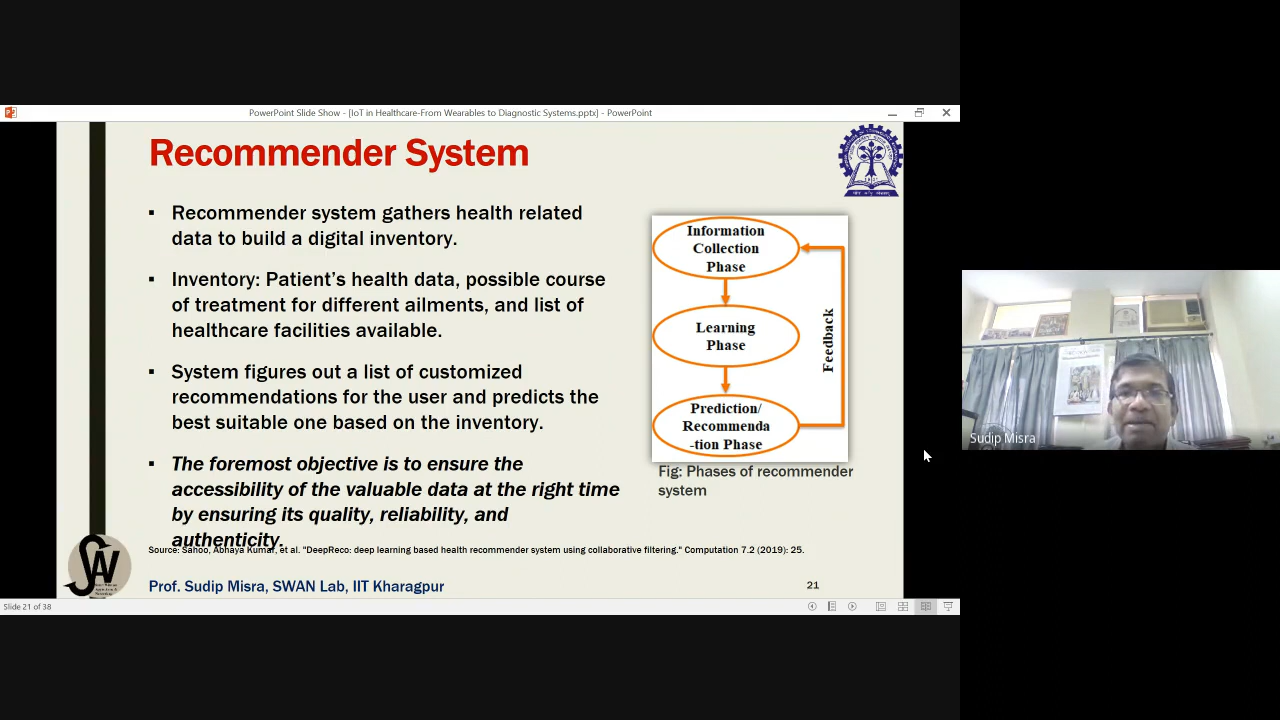 PowerPoint Slide Show - [IoT in Healthcare-From Wearables to Diagnostic Systems.pptx] - PowerPoint
Recommender System
▪ Recommender system gathers health related
data to build a digital inventory.
▪ Inventory: Patient's health data, possible course
of treatment for different ailments, and list of
healthcare facilities available.
▪ System figures out a list of customized
recommendations for the user and predicts the
best suitable one based on the inventory.
▪ The foremost objective is to ensure the
accessibility of the valuable data at the right time
by ensuring its quality, reliability, and
authenticity.
Information
Collection
Phase
Learning
Phase
Prediction/
Recommenda
-tion Phase
Feedback
Fig: Phases of recommender
system
Source: Sahoo, Abhaya Kumar, et al. "DeepReco: deep learning based health recommender system using collaborative filtering." Computation 7.2 (2019): 25.
SWAN
Prof. Sudip Misra, SWAN Lab, IIT Kharagpur
21
Slide 21 of 38
Sudip Misra